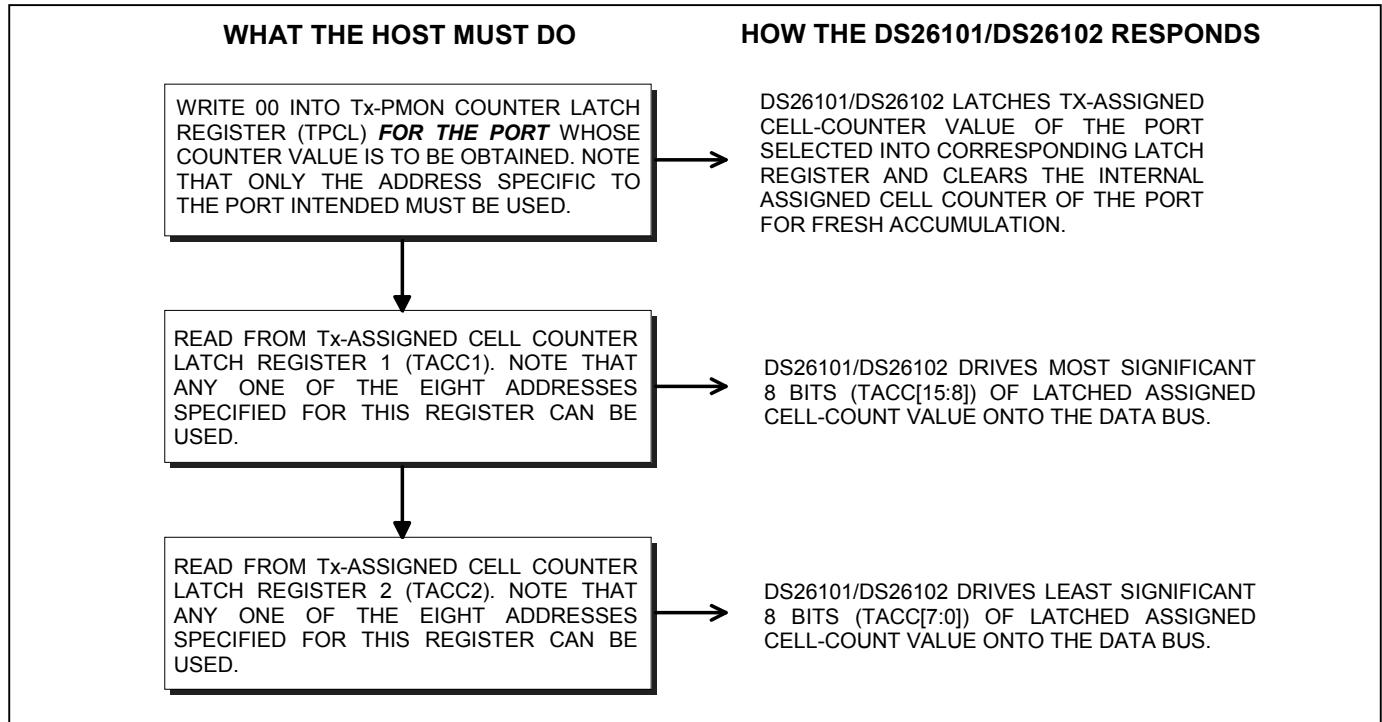 WHAT THE HOST MUST DO
HOW THE DS26101/DS26102 RESPONDS
WRITE 00 INTO Tx-PMON COUNTER LATCH
REGISTER (TPCL) FOR THE PORT WHOSE
COUNTER VALUE IS TO BE OBTAINED. NOTE
THAT ONLY THE ADDRESS SPECIFIC TO
THE PORT INTENDED MUST BE USED.
DS26101/DS26102 LATCHES TX-ASSIGNED
CELL-COUNTER VALUE OF THE PORT
SELECTED INTO CORRESPONDING LATCH
REGISTER AND CLEARS THE INTERNAL
ASSIGNED CELL COUNTER OF THE PORT
FOR FRESH ACCUMULATION.
READ FROM Tx-ASSIGNED CELL COUNTER
LATCH REGISTER 1 (TACC1). NOTE THAT
ANY ONE OF THE EIGHT ADDRESSES
SPECIFIED FOR THIS REGISTER CAN BE
USED.
DS26101/DS26102 DRIVES MOST SIGNIFICANT
8 BITS (TACC[15:8]) OF LATCHED ASSIGNED
CELL-COUNT VALUE ONTO THE DATA BUS.
READ FROM Tx-ASSIGNED CELL COUNTER
LATCH REGISTER 2 (TACC2). NOTE THAT
ANY ONE OF THE EIGHT ADDRESSES
SPECIFIED FOR THIS REGISTER CAN BE
USED.
DS26101/DS26102 DRIVES LEAST SIGNIFICANT
8 BITS (TACC[7:0]) OF LATCHED ASSIGNED
CELL-COUNT VALUE ONTO THE DATA BUS.